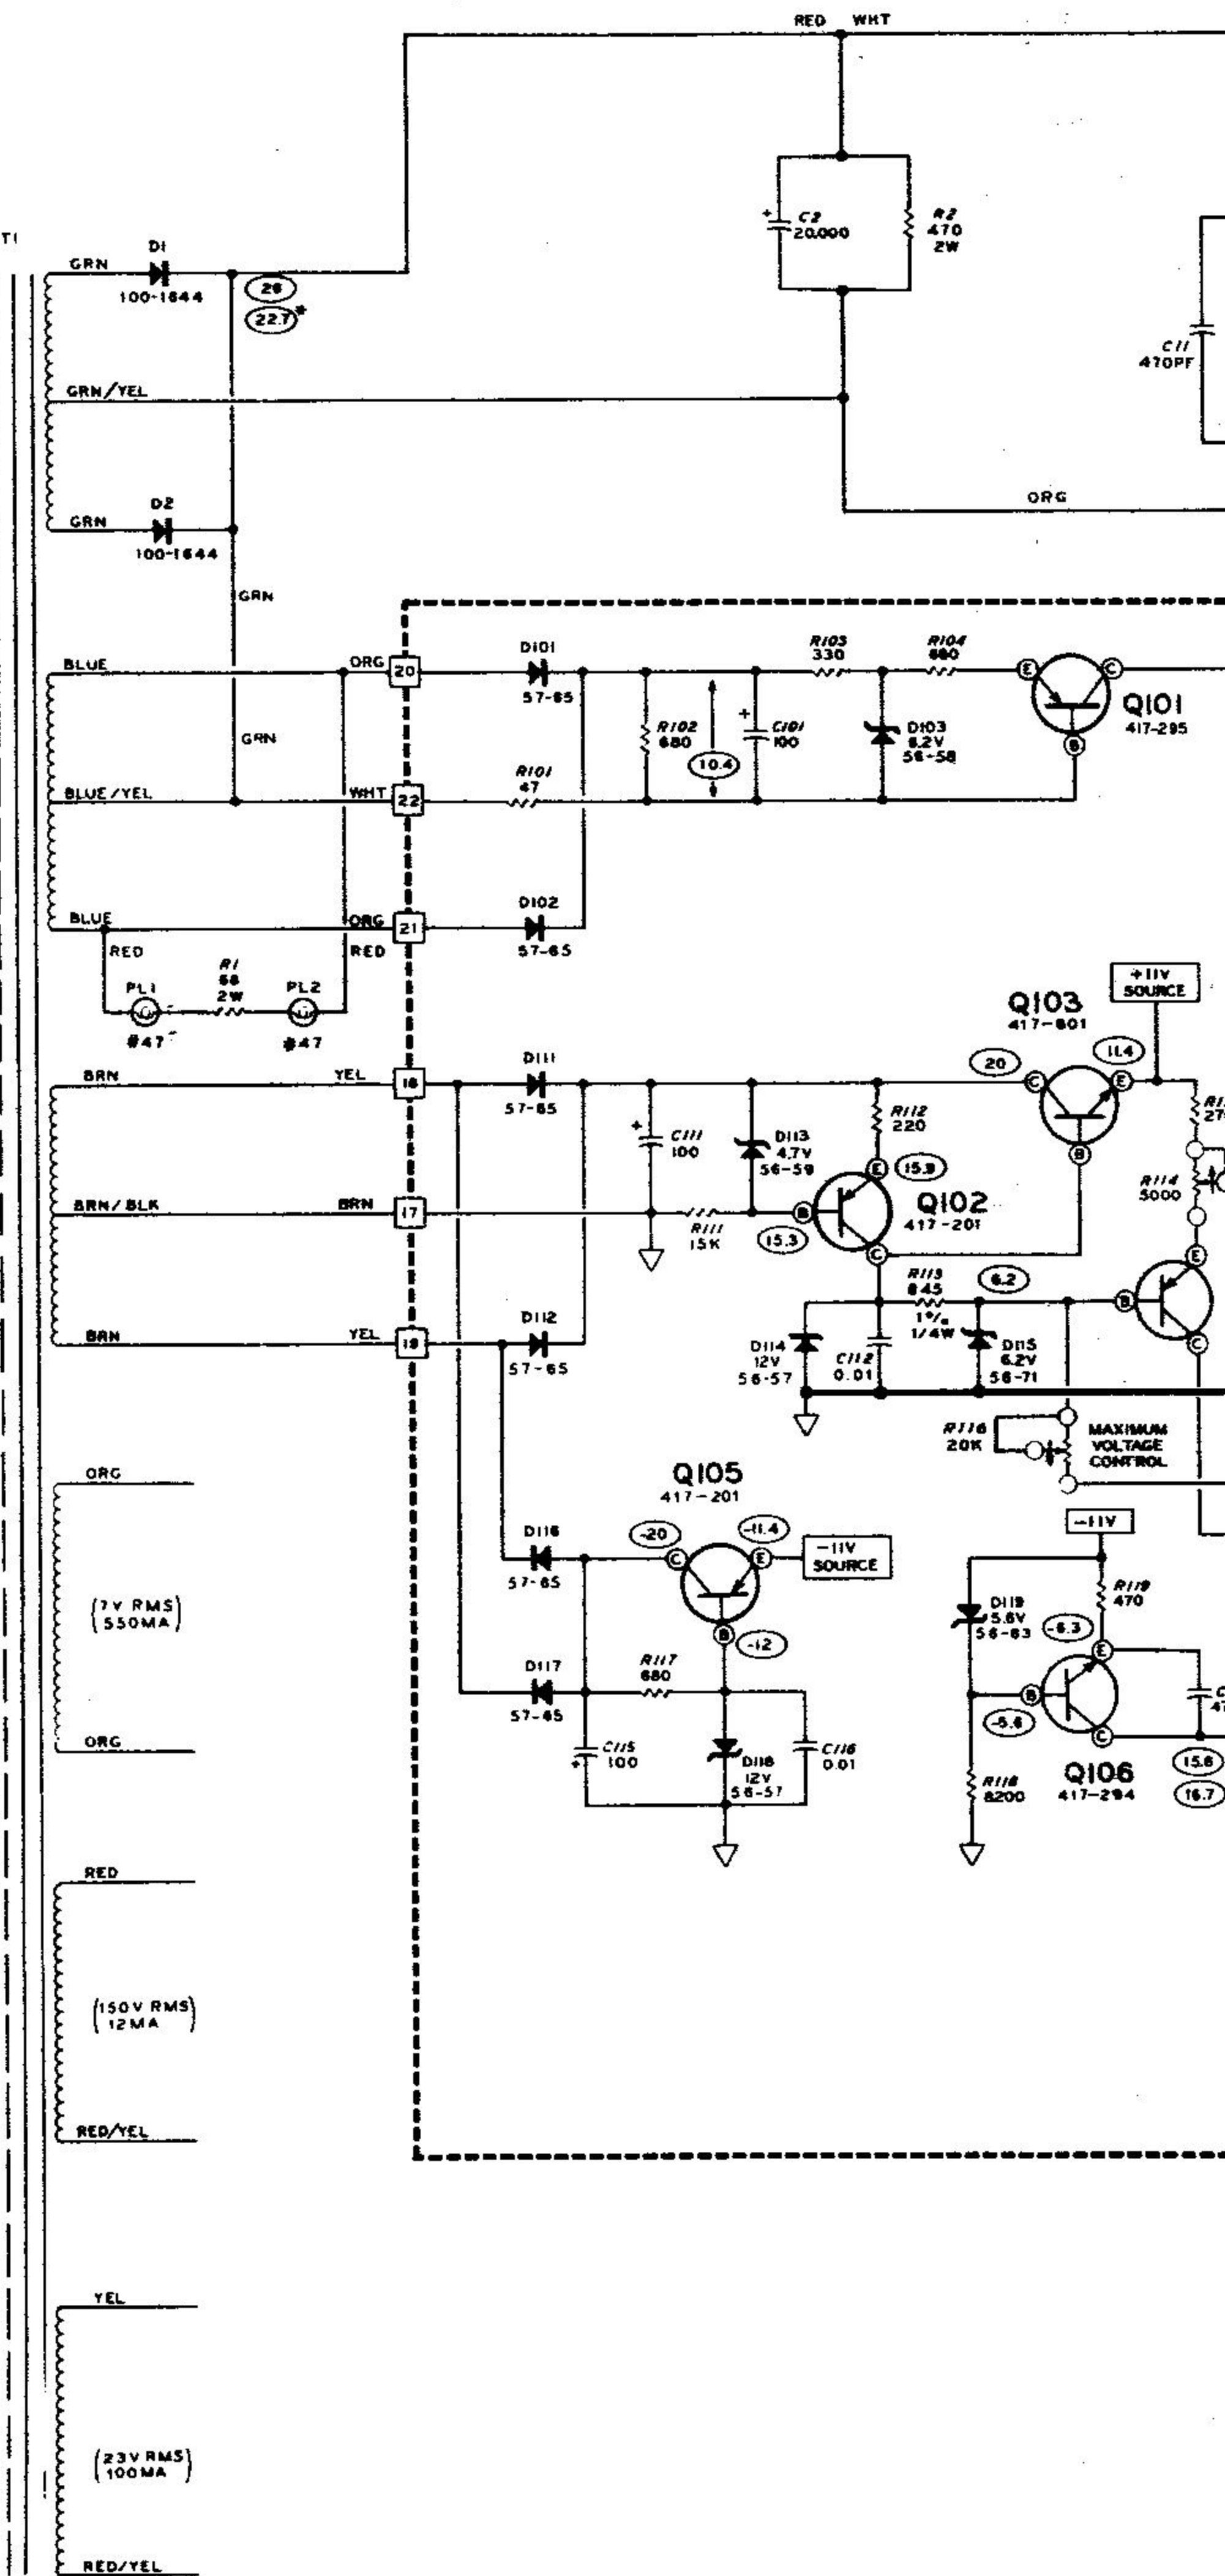 RED WHT
C2
20,000
R2
470
2W
T1
GRN
D1
100-1644
22.7*
C11
470PF
GRN/YEL
ORG
D2
GRN
100-1644
GRN
BLUE
ORG
20
D101
57-65
R103
330
R104
680
Q101
417-295
E
C
B
GRN
R102
680
10.4
+
C101
100
D103
6.2V
56-58
R101
47
BLUE/YEL
WHT
22
BLUE
ORG
21
D102
57-65
RED
RED
PL1
#47
R1
68
2W
PL2
#47
+11V
SOURCE
Q103
417-801
20
11.4
C
E
B
BRN
YEL
18
D111
57-65
+
C111
100
D113
4.7V
56-59
R112
220
R114
5000
15.9
E
Q102
417-201
BRN/BLK
BRN
17
R111
15K
15.3
B
C
E
R113
845
1%
1/4W
6.2
B
C
BRN
YEL
19
D112
57-65
D114
12V
56-57
C112
0.01
D115
6.2V
56-71
R116
20K
MAXIMUM
VOLTAGE
CONTROL
ORG
Q105
417-201
-20
-11.4
C
E
B
-11V
SOURCE
-11V
D116
57-65
D119
5.6V
56-63
R119
470
(7V RMS)
550MA
-12
-6.3
E
D117
57-65
R117
680
B
-5.6
C
ORG
+
C115
100
D118
12V
56-57
C116
0.01
R118
8200
Q106
417-294
15.6
16.7
RED
(150V RMS)
12MA
RED/YEL
YEL
(23V RMS)
100MA
RED/YEL